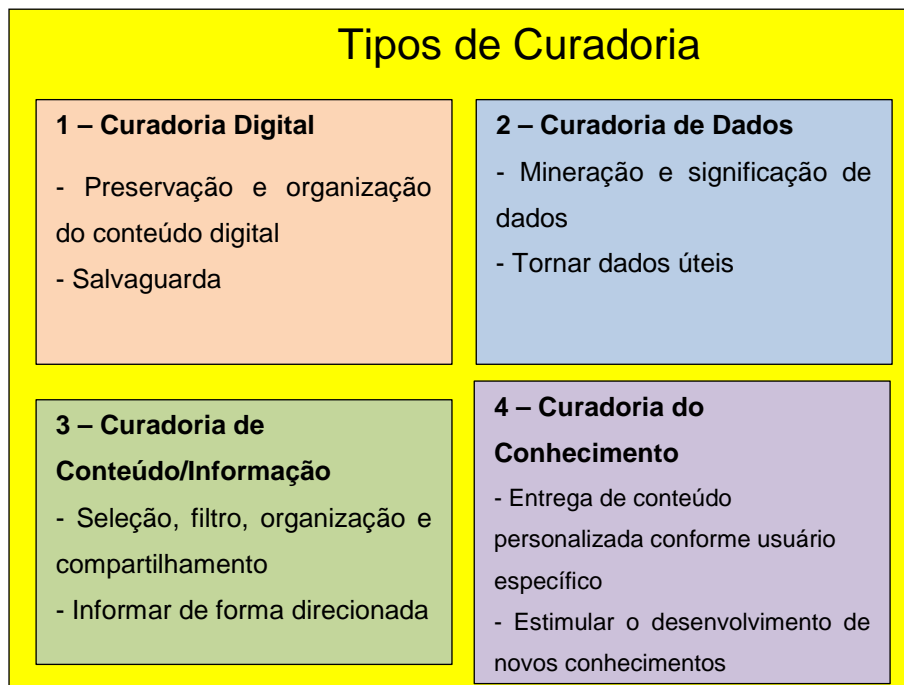 Tipos de Curadoria
1 – Curadoria Digital
- Preservação e organização
do conteúdo digital
- Salvaguarda
2 – Curadoria de Dados
- Mineração e significação de
dados
- Tornar dados úteis
3 – Curadoria de
Conteúdo/Informação
- Seleção, filtro, organização e
compartilhamento
- Informar de forma direcionada
4 – Curadoria do
Conhecimento
- Entrega de conteúdo
personalizada conforme usuário
específico
- Estimular o desenvolvimento de
novos conhecimentos